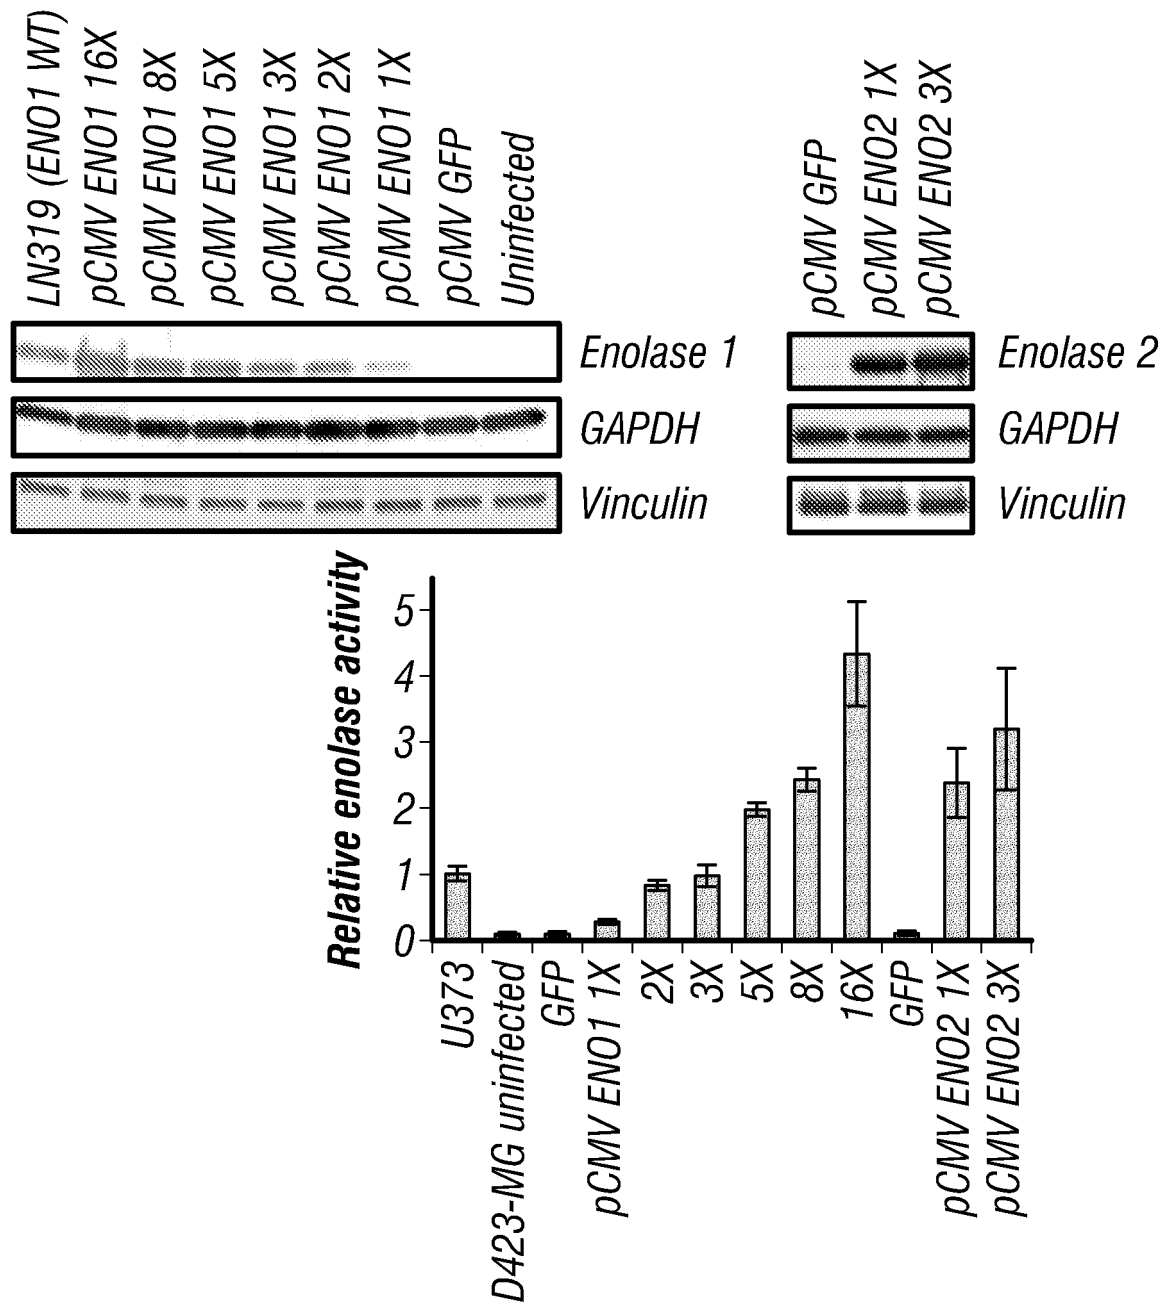 LN319 (ENO1 WT)
pCMV ENO1 16X
pCMV ENO1 8X
pCMV ENO1 5X
pCMV ENO1 3X
pCMV ENO1 2X
pCMV ENO1 1X
pCMV GFP
Uninfected
Enolase 1
GAPDH
Vinculin
pCMV GFP
pCMV ENO2 1X
pCMV ENO2 3X
Enolase 2
GAPDH
Vinculin
Relative enolase activity
5
4
3
2
1
0
U373
D423-MG uninfected
GFP
pCMV ENO1 1X
2X
3X
5X
8X
16X
GFP
pCMV ENO2 1X
pCMV ENO2 3X